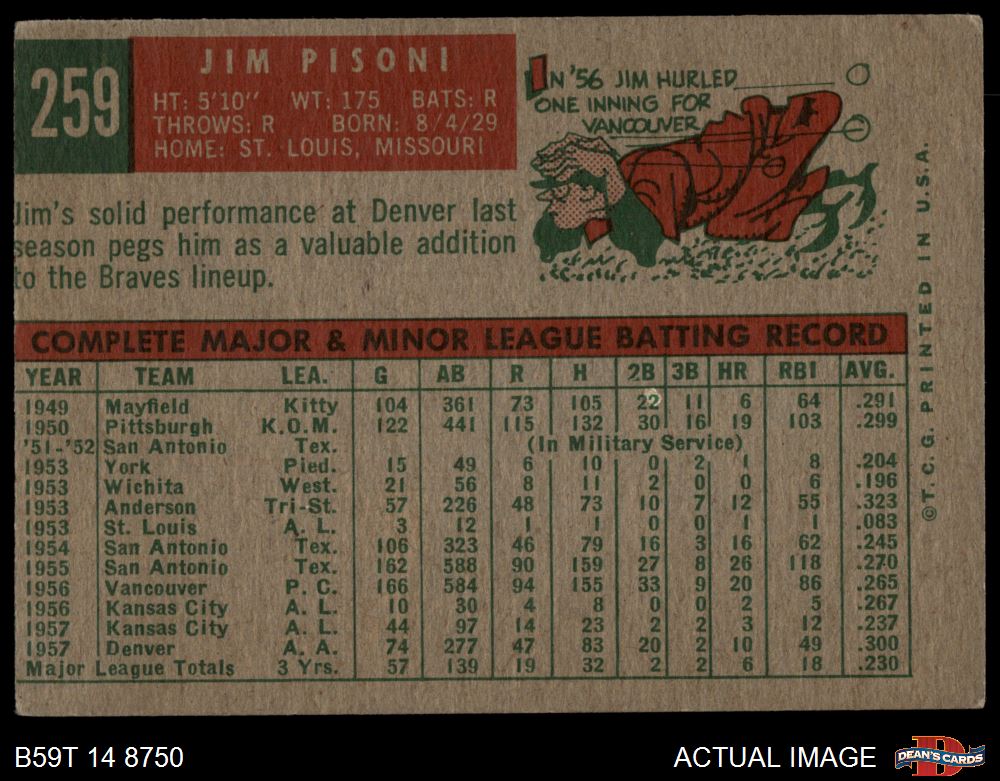 259
JIM PISONI
HT: 5'10" WT: 175 BATS: R
THROWS: R BORN: 8/4/29
HOME: ST. LOUIS, MISSOURI
Jim's solid performance at Denver last
season pegs him as a valuable addition
to the Braves lineup.
IN '56 JIM HURLED
ONE INNING FOR
VANCOUVER
COMPLETE MAJOR & MINOR LEAGUE BATTING RECORD
YEAR TEAM LEA. G AB R H 2B 3B HR RBI AVG.
1949 Mayfield Kitty 104 361 73 105 22 11 6 64 .291
1950 Pittsburgh K.O.M. 122 441 115 132 30 16 19 103 .299
'51-'52 San Antonio Tex. (In Military Service)
1953 York Pied. 15 49 6 10 0 2 1 8 .204
1953 Wichita West. 21 56 8 11 2 0 0 6 .196
1953 Anderson Tri-St. 57 226 48 73 10 7 12 55 .323
1953 St. Louis A. L. 3 12 1 1 0 0 1 1 .083
1954 San Antonio Tex. 106 323 46 79 16 3 16 62 .245
1955 San Antonio Tex. 162 588 90 159 27 8 26 118 .270
1956 Vancouver P. C. 166 584 94 155 33 9 20 86 .265
1956 Kansas City A. L. 10 30 4 8 0 0 2 5 .267
1957 Kansas City A. L. 44 97 14 23 2 2 3 12 .237
1957 Denver A. A. 74 277 47 83 20 2 10 49 .300
Major League Totals 3 Yrs. 57 139 19 32 2 2 6 18 .230
©T. C. G. PRINTED IN U.S.A.
B59T 14 8750
ACTUAL IMAGE
D
DEAN'S CARDS